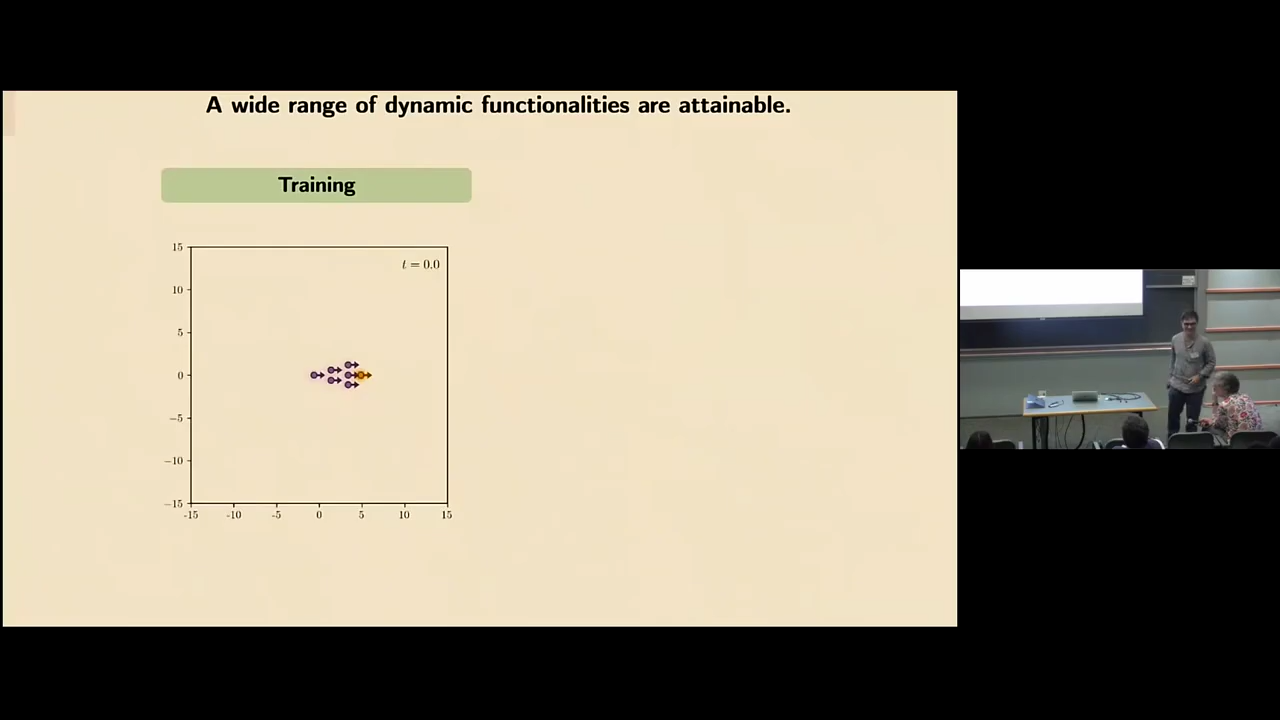 A wide range of dynamic functionalities are attainable.
Training
15
t = 0.0
10
5
0
−5
−10
−15
-15 -10 -5 0 5 10 15